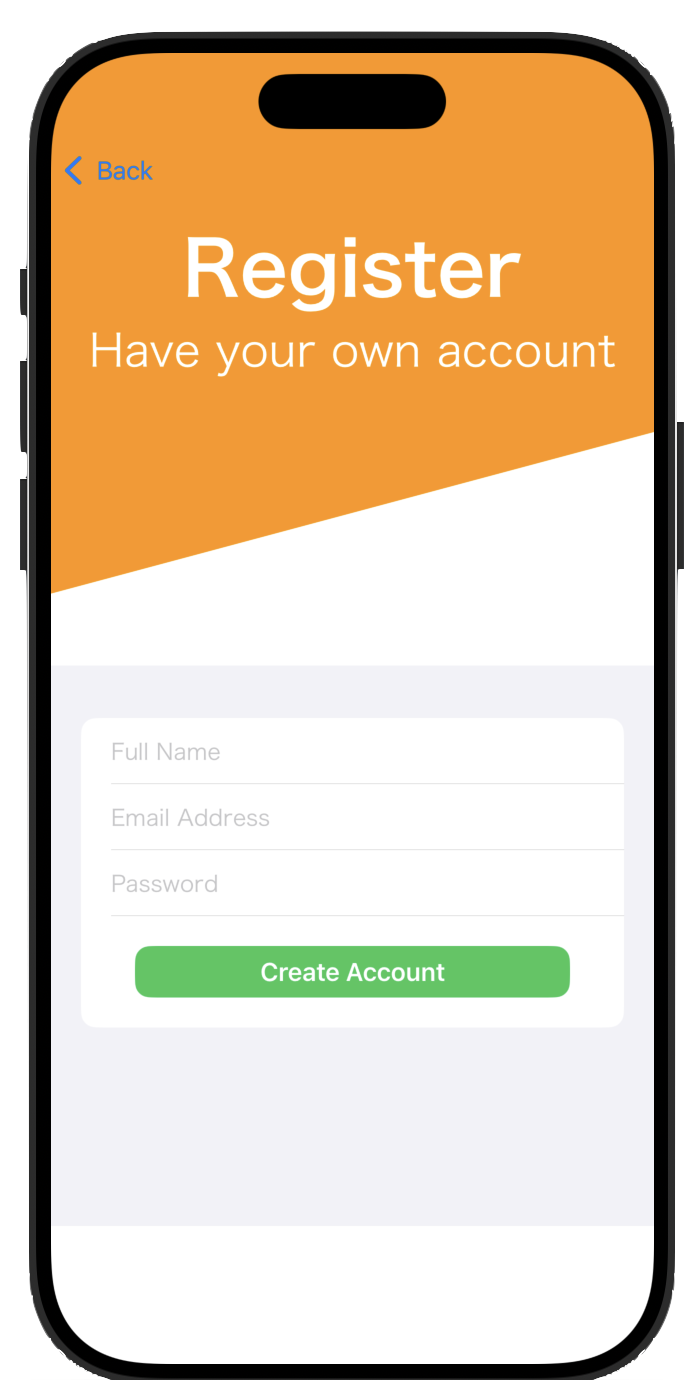 Back
Register
Have your own account
Full Name
Email Address
Password
Create Account